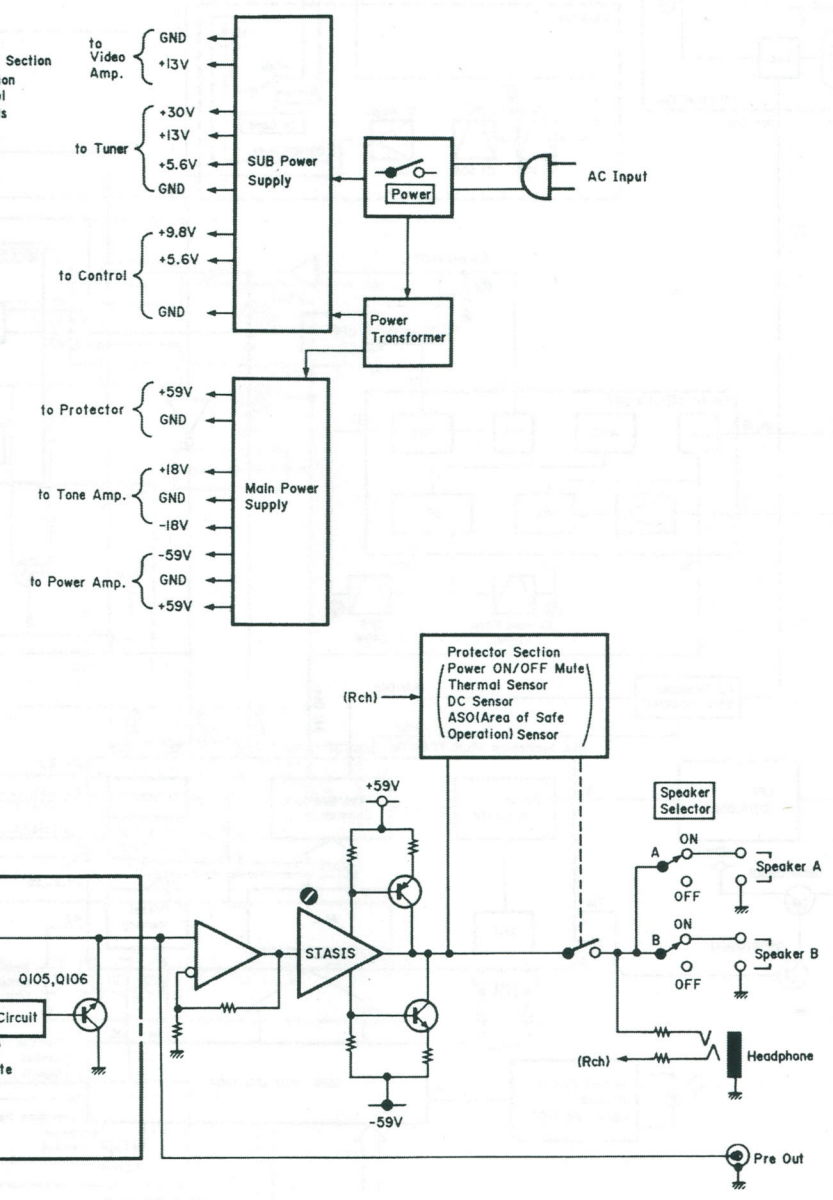 Section
to
Video
Amp.
GND
+13V
to Tuner
+30V
+13V
+5.6V
GND
to Control
+9.8V
+5.6V
GND
SUB Power
Supply
Power
AC Input
Power
Transformer
to Protector
+59V
GND
to Tone Amp.
+18V
GND
-18V
to Power Amp.
-59V
GND
+59V
Main Power
Supply
Protector Section
Power ON/OFF Mute
Thermal Sensor
DC Sensor
ASO(Area of Safe
Operation) Sensor
(Rch)
+59V
STASIS
-59V
Speaker
Selector
A
ON
OFF
Speaker A
B
ON
OFF
Speaker B
Q105,Q106
Circuit
(Rch)
Headphone
Pre Out